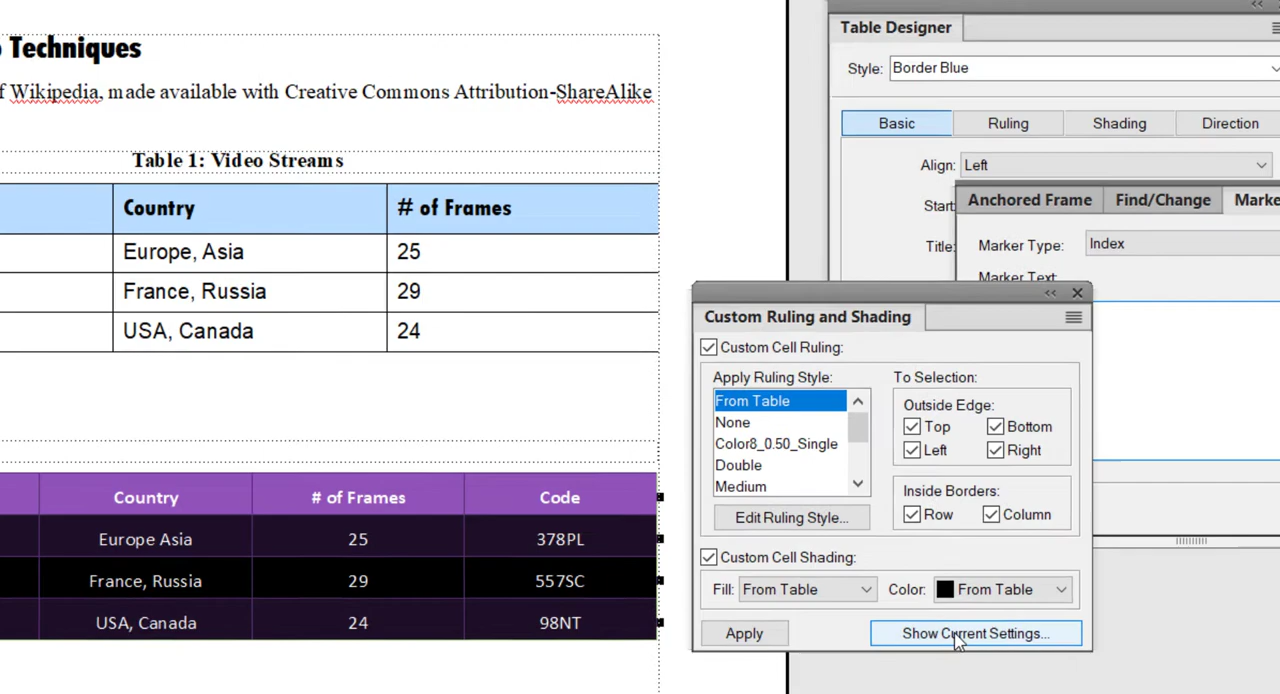 Techniques
f Wikipedia, made available with Creative Commons Attribution-ShareAlike
Table 1: Video Streams
Country # of Frames
Europe, Asia 25
France, Russia 29
USA, Canada 24
Country # of Frames Code
Europe Asia 25 378PL
France, Russia 29 557SC
USA, Canada 24 98NT
Table Designer
Style: Border Blue
Basic Ruling Shading Direction
Align: Left
Start
Title:
Anchored Frame Find/Change Marke
Marker Type: Index
Marker Text:
Custom Ruling and Shading
Custom Cell Ruling:
Apply Ruling Style: To Selection:
From Table
None
Color8_0.50_Single
Double
Medium
Outside Edge:
Top Bottom
Left Right
Inside Borders:
Row Column
Edit Ruling Style...
Custom Cell Shading:
Fill: From Table Color: From Table
Apply Show Current Settings...